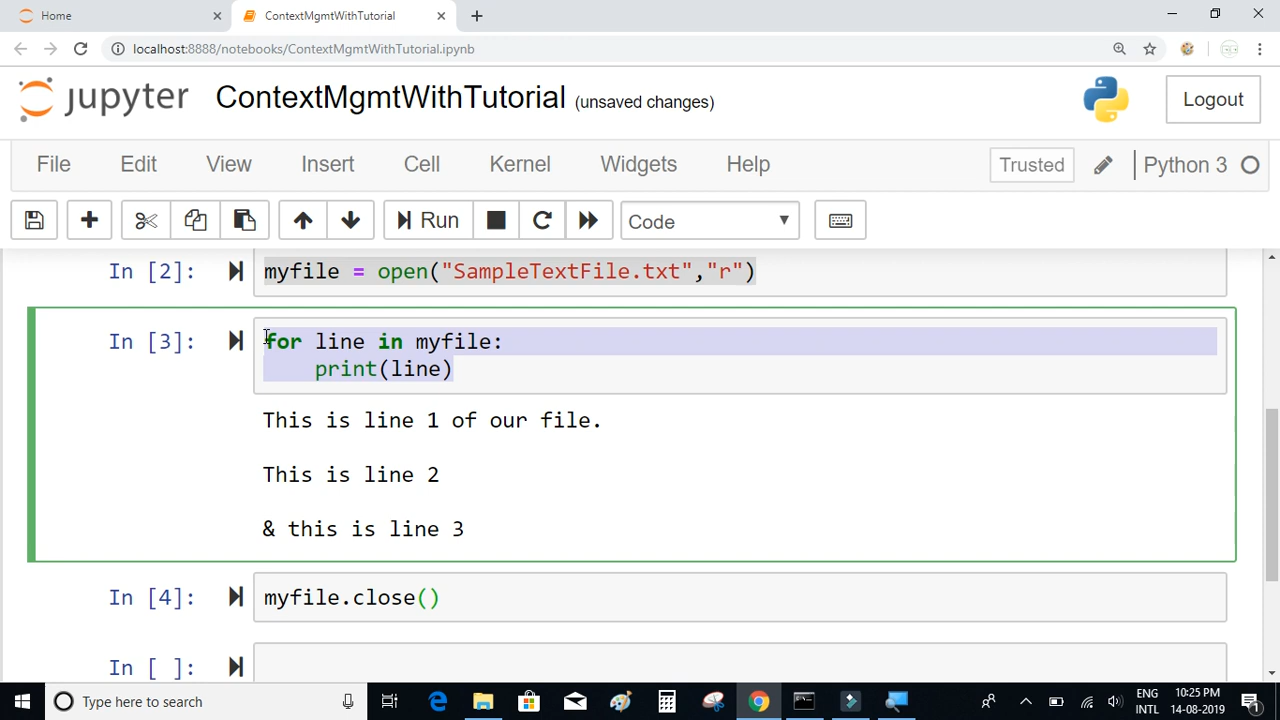 Home
ContextMgmtWithTutorial
localhost:8888/notebooks/ContextMgmtWithTutorial.ipynb
jupyter ContextMgmtWithTutorial (unsaved changes)
Logout
File Edit View Insert Cell Kernel Widgets Help Trusted Python 3
Run Code
In [2]: myfile = open("SampleTextFile.txt","r")
In [3]: for line in myfile:
print(line)
This is line 1 of our file.
This is line 2
& this is line 3
In [4]: myfile.close()
In [ ]:
Type here to search
ENG 10:25 PM
INTL 14-08-2019 1